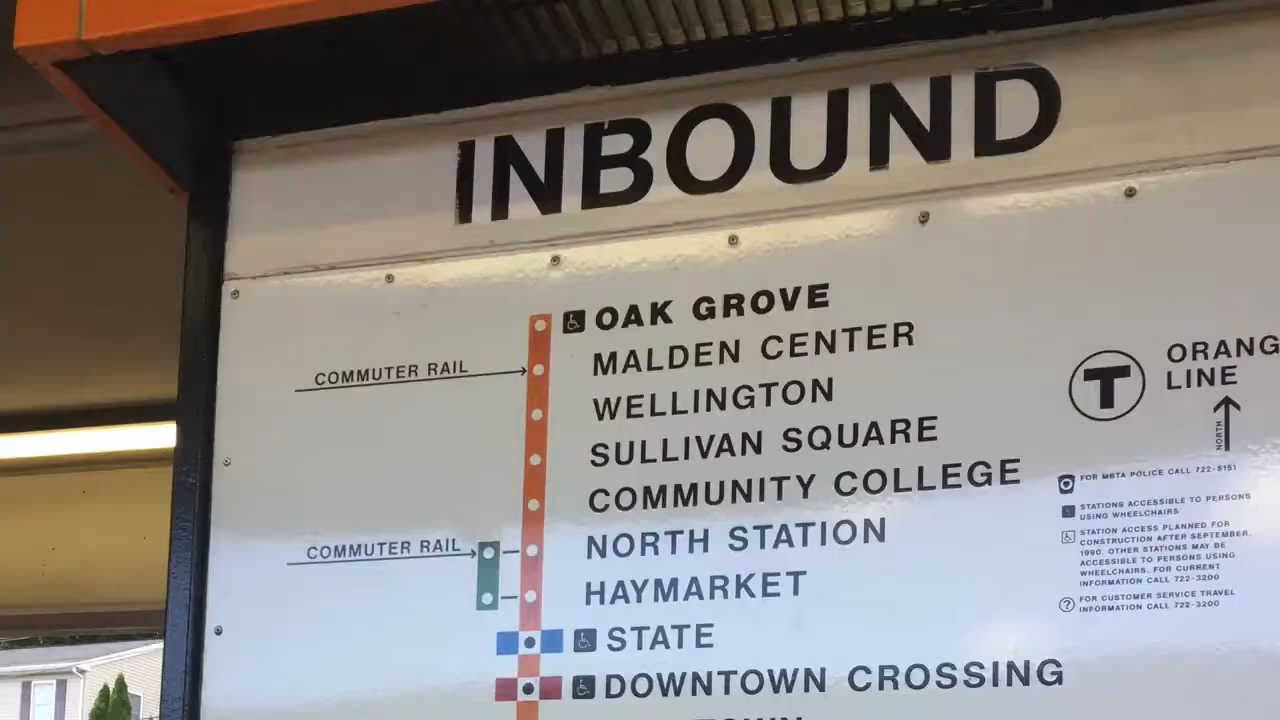 INBOUND
OAK GROVE
MALDEN CENTER
COMMUTER RAIL
WELLINGTON
SULLIVAN SQUARE
COMMUNITY COLLEGE
NORTH STATION
COMMUTER RAIL
HAYMARKET
STATE
DOWNTOWN CROSSING
T
ORANG
LINE
NORTH
FOR MBTA POLICE CALL 722-5151
STATIONS ACCESSIBLE TO PERSONS
USING WHEELCHAIRS
STATION ACCESS PLANNED FOR
CONSTRUCTION AFTER SEPTEMBER,
1990. OTHER STATIONS MAY BE
ACCESSIBLE TO PERSONS USING
WHEELCHAIRS. FOR CURRENT
INFORMATION CALL 722-3200
? FOR CUSTOMER SERVICE TRAVEL
INFORMATION CALL 722-3200